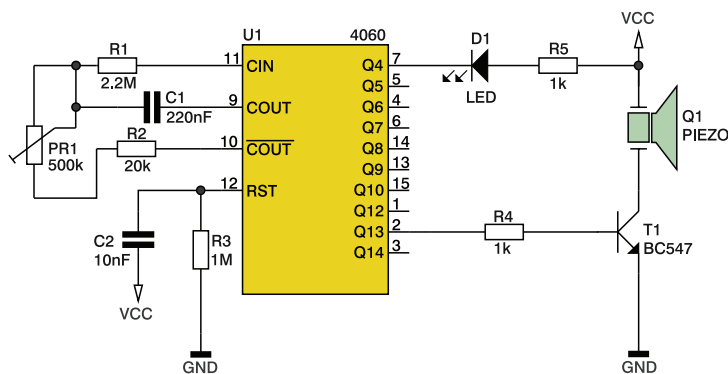 U1
4060
VCC
R1
2.2M
11
CIN
Q4
7
D1
LED
R5
1k
Q5
5
C1
220nF
9
COUT
Q6
4
Q1
PIEZO
Q7
6
PR1
500k
R2
20k
10
COUT
Q8
14
Q9
13
12
RST
Q10
15
Q12
1
C2
10nF
R3
1M
Q13
2
R4
1k
T1
BC547
Q14
3
VCC
GND
GND